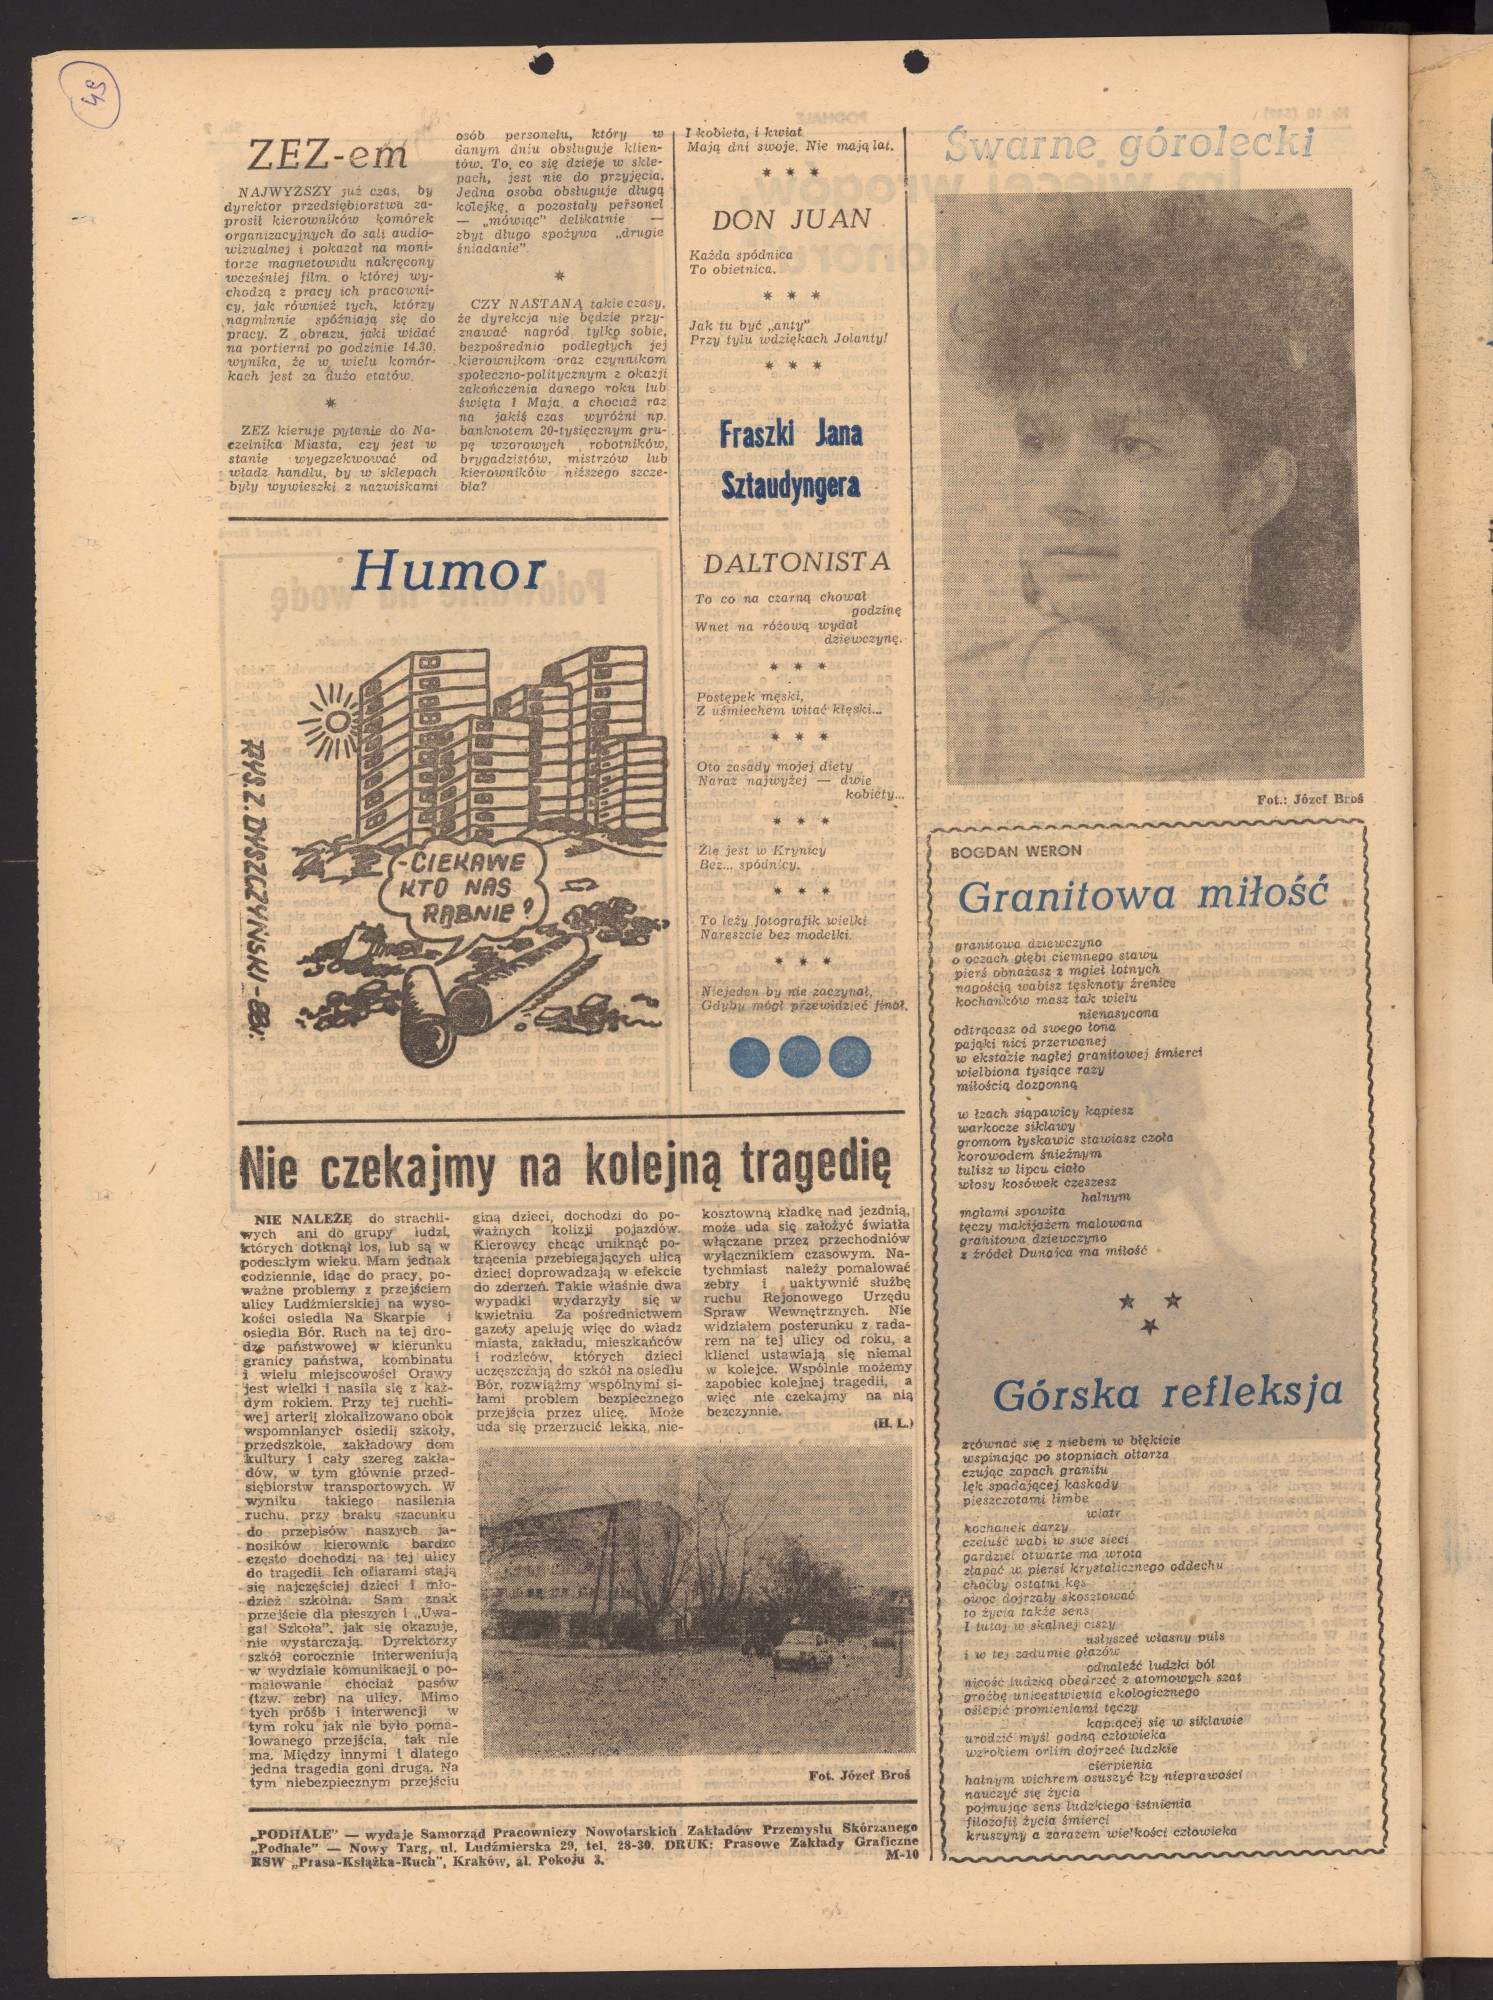 49
ZEZ-em
NAJWYŻSZY już czas, by
dyrektor przedsiębiorstwa za-
prosił kierowników komórek
organizacyjnych do sali audio-
wizualnej i pokazał na moni-
torze magnetowidu nakręcony
wcześniej film, o której wy-
chodzą z pracy ich pracowni-
cy, jak również tych, którzy
nagminnie spóźniają się do
pracy. Z obrazu, jaki widać
na portierni po godzinie 14.30,
wynika, że w wielu komór-
kach jest za dużo etatów.
*
ZEZ kieruje pytanie do Na-
czelnika Miasta, czy jest w
stanie wyegzekwować od
władz handlu, by w sklepach
były wywieszki z nazwiskami
osób personelu, który w
danym dniu obsługuje klien-
tów. To, co się dzieje w skle-
pach, jest nie do przyjęcia.
Jedna osoba obsługuje długą
kolejkę, a pozostały personel
— „mówiąc” delikatnie —
zbyt długo spożywa „drugie
śniadanie”.
*
CZY NASTANĄ takie czasy,
że dyrekcja nie będzie przy-
znawać nagród tylko sobie,
bezpośrednio podległych jej
kierownikom oraz czynnikom
społeczno-politycznym z okazji
zakończenia danego roku lub
święta 1 Maja, a chociaż raz
na jakiś czas wyróżni np.
banknotem 20-tysięcznym gru-
pę wzorowych robotników,
brygadzistów, mistrzów lub
kierowników niższego szcze-
bla?
Humor
RYS. Z. DYSZCZYŃSKI - 88r.
-CIEKAWE
KTO NAS
RĄBNIE?
I kobieta, i kwiat
Mają dni swoje. Nie mają lat.
* * *
DON JUAN
Każda spódnica
To obietnica.
* * *
Jak tu być „anty”
Przy tylu wdziękach Jolanty!
* * *
Fraszki Jana
Sztaudyngera
DALTONISTA
To co na czarną chował
godzinę
Wnet na różową wydał
dziewczynę.
* * *
Postępek męski,
Z uśmiechem witać klęski...
* * *
Oto zasady mojej diety
Naraz najwyżej — dwie
kobiety...
* * *
Źle jest w Krynicy
Bez... spódnicy.
* * *
To leży fotografik wielki
Nareszcie bez modelki.
* * *
Niejeden by nie zaczynał,
Gdyby mógł przewidzieć finał.
Nie czekajmy na kolejną tragedię
NIE NALEŻĘ do strachli-
wych ani do grupy ludzi,
których dotknął los, lub są w
podeszłym wieku. Mam jednak
codziennie, idąc do pracy, po-
ważne problemy z przejściem
ulicy Ludźmierskiej na wyso-
kości osiedla Na Skarpie i
osiedla Bór. Ruch na tej dro-
dze państwowej w kierunku
granicy państwa, kombinatu
i wielu miejscowości Orawy
jest wielki i nasila się z każ-
dym rokiem. Przy tej ruchli-
wej arterii zlokalizowano obok
wspomnianych osiedli szkoły,
przedszkole, zakładowy dom
kultury i cały szereg zakła-
dów, w tym głównie przed-
siębiorstw transportowych. W
wyniku takiego nasilenia
ruchu, przy braku szacunku
do przepisów naszych ja-
nosików kierownic bardzo
często dochodzi na tej ulicy
do tragedii. Ich ofiarami stają
się najczęściej dzieci i mło-
dzież szkolna. Sam znak
przejście dla pieszych i „Uwa-
ga! Szkoła”, jak się okazuje,
nie wystarczają. Dyrektorzy
szkół corocznie interweniują
w wydziale komunikacji o po-
malowanie chociaż pasów
(tzw. zebr) na ulicy. Mimo
tych próśb i interwencji w
tym roku jak nie było poma-
lowanego przejścia, tak nie
ma. Między innymi i dlatego
jedna tragedia goni drugą. Na
tym niebezpiecznym przejściu
giną dzieci, dochodzi do po-
ważnych kolizji pojazdów.
Kierowcy chcąc uniknąć po-
trącenia przebiegających ulicą
dzieci doprowadzają w efekcie
do zderzeń. Takie właśnie dwa
wypadki wydarzyły się w
kwietniu. Za pośrednictwem
gazety apeluję więc do władz
miasta, zakładu, mieszkańców
i rodziców, których dzieci
uczęszczają do szkół na osiedlu
Bór, rozwiążmy wspólnymi si-
łami problem bezpiecznego
przejścia przez ulicę. Może
uda się przerzucić lekką, nie-
kosztowną kładkę nad jezdnią,
może uda się założyć światła
włączane przez przechodniów
wyłącznikiem czasowym. Na-
tychmiast należy pomalować
zebry i uaktywnić służbę
ruchu Rejonowego Urzędu
Spraw Wewnętrznych. Nie
widziałem posterunku z rada-
rem na tej ulicy od roku, a
klienci ustawiają się niemal
w kolejce. Wspólnie możemy
zapobiec kolejnej tragedii, a
więc nie czekajmy na nią
bezczynnie.
(H. L.)
Fot. Józef Broś
„PODHALE” — wydaje Samorząd Pracowniczy Nowotarskich Zakładów Przemysłu Skórzanego
„Podhale” — Nowy Targ, ul. Ludźmierska 29, tel. 28-30. DRUK: Prasowe Zakłady Graficzne
RSW „Prasa-Książka-Ruch”, Kraków, al. Pokoju 3.
M-10
Śwarne górolecki
Fot.: Józef Broś
BOGDAN WERON
Granitowa miłość
granitowa dziewczyno
o oczach głębi ciemnego stawu
pierś obnażasz z mgieł lotnych
nagością wabisz tęsknoty źrenice
kochanków masz tak wielu
nienasycona
odtrącasz od swego łona
pająki nici przerwanej
w ekstazie nagłej granitowej śmierci
wielbiona tysiące razy
miłością dozgonną
w łzach siąpawicy kąpiesz
warkocze siklawy
gromom łyskawic stawiasz czoła
korowodem śnieżnym
tulisz w lipcu ciało
włosy kosówek czeszesz
halnym
mgłami spowita
tęczy makijażem malowana
granitowa dziewczyno
z źródeł Dunajca ma miłość
* * *
Górska refleksja
zrównać się z niebem w błękicie
wspinając po stopniach ołtarza
czując zapach granitu
lęk spadającej kaskady
pieszczotami limbe
wiatr
kochanek darzy
czeluść wabi w swe sieci
gardziel otwarte ma wrota
złapać w piersi krystalicznego oddechu
choćby ostatni kęs
owoc dojrzały skosztować
to życia także sens
I tutaj w skalnej ciszy
usłyszeć własny puls
i w tej zadumie głazów
odnaleźć ludzki ból
nicość ludzką obedrzeć z atomowych szat
groźbę unicestwienia ekologicznego
oślepić promieniami tęczy
kąpiącej się w siklawie
urodzić myśl godną człowieka
wzrokiem orlim dojrzeć ludzkie
cierpienia
halnym wichrem osuszyć łzy nieprawości
nauczyć się życia
pojmując sens ludzkiego istnienia
filozofii życia śmierci
kruszyny a zarazem wielkości człowieka